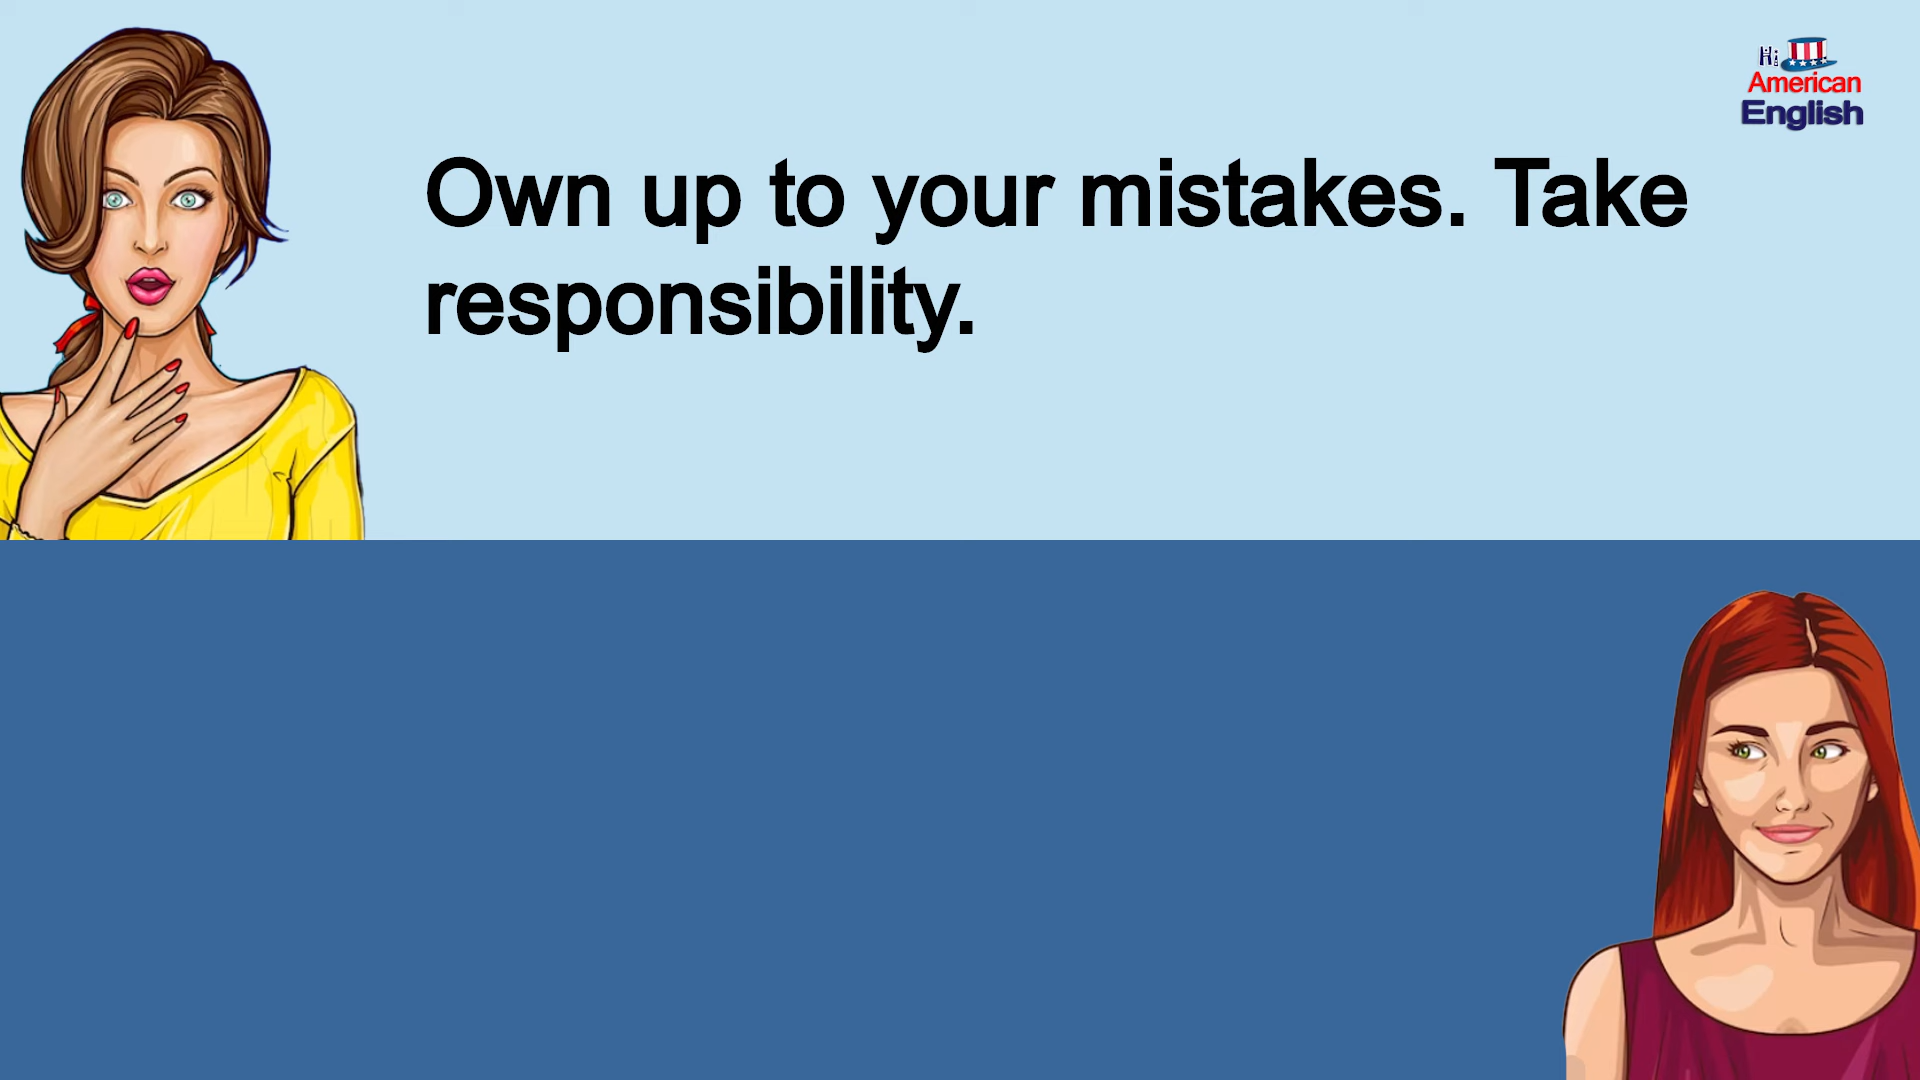 Hi
American
English
Own up to your mistakes. Take
responsibility.